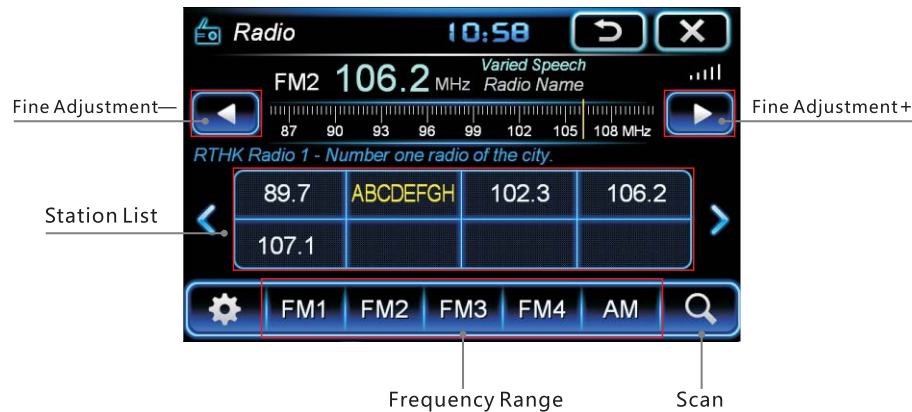 Radio 10:58
FM2 106.2 MHz Varied Speech
Radio Name
Fine Adjustment—
Fine Adjustment+
87 90 93 96 99 102 105 108 MHz
RTHK Radio 1 - Number one radio of the city.
89.7 ABCDEFGH 102.3 106.2
Station List
107.1
FM1 FM2 FM3 FM4 AM
Frequency Range
Scan